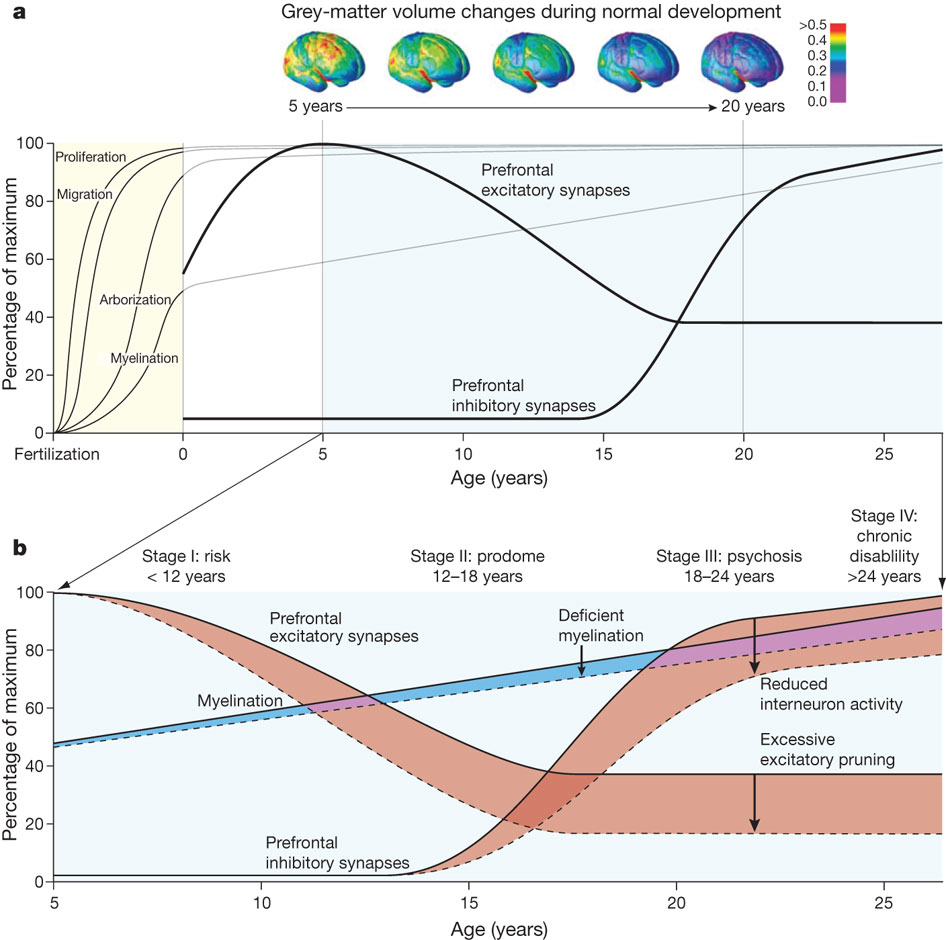 a
Grey-matter volume changes during normal development
>0.5
0.4
0.3
0.2
0.1
0.0
5 years
20 years
Percentage of maximum
100
80
60
40
20
0
Proliferation
Migration
Arborization
Myelination
Prefrontal
excitatory synapses
Prefrontal
inhibitory synapses
Fertilization
0
5
10
15
20
25
Age (years)
b
Stage I: risk
< 12 years
Stage II: prodome
12–18 years
Stage III: psychosis
18–24 years
Stage IV:
chronic
disablility
>24 years
Percentage of maximum
100
80
60
40
20
0
Prefrontal
excitatory synapses
Deficient
myelination
Myelination
Reduced
interneuron activity
Excessive
excitatory pruning
Prefrontal
inhibitory synapses
5
10
15
20
25
Age (years)